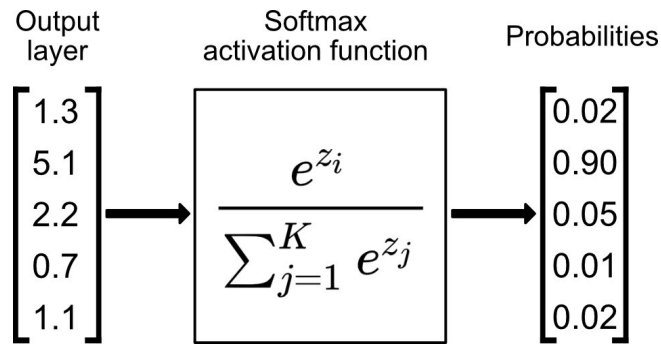 Output
layer
Softmax
activation function
Probabilities
1.3
5.1
2.2
0.7
1.1
e^{z_i}
∑_{j=1}^{K} e^{z_j}
0.02
0.90
0.05
0.01
0.02